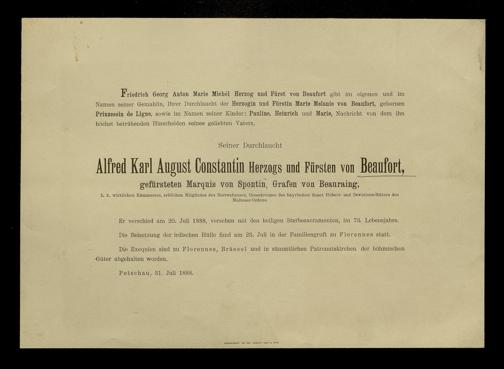 Friedrich Georg Anton Marie Michel Herzog und Fürst von Beaufort gibt im eigenen und im
Namen seiner Gemahlin, Ihrer Durchlaucht der Herzogin und Fürstin Marie Melanie von Beaufort, gebornen
Prinzessin de Ligne, sowie im Namen seiner Kinder: Pauline, Heinrich und Marie, Nachricht von dem ihn
höchst betrübenden Hinscheiden seines geliebten Vaters,
Seiner Durchlaucht
Alfred Karl August Constantin Herzogs und Fürsten von Beaufort,
gefürsteten Marquis von Spontin, Grafen von Beauraing,
k. k. wirklichen Kämmerers, erblichen Mitgliedes des Herrenhauses, Grosskreuzes des bayrischen Sanct Hubert- und Devotions-Ritters des
Malteser-Ordens
Er verschied am 20. Juli 1888, versehen mit den heiligen Sterbesacramenten, im 73. Lebensjahre.
Die Beisetzung der irdischen Hülle fand am 23. Juli in der Familiengruft zu Florennes statt.
Die Exequien sind zu Florennes, Brüssel und in sämmtlichen Patronatskirchen der böhmischen
Güter abgehalten worden.
Petschau, 31. Juli 1888.